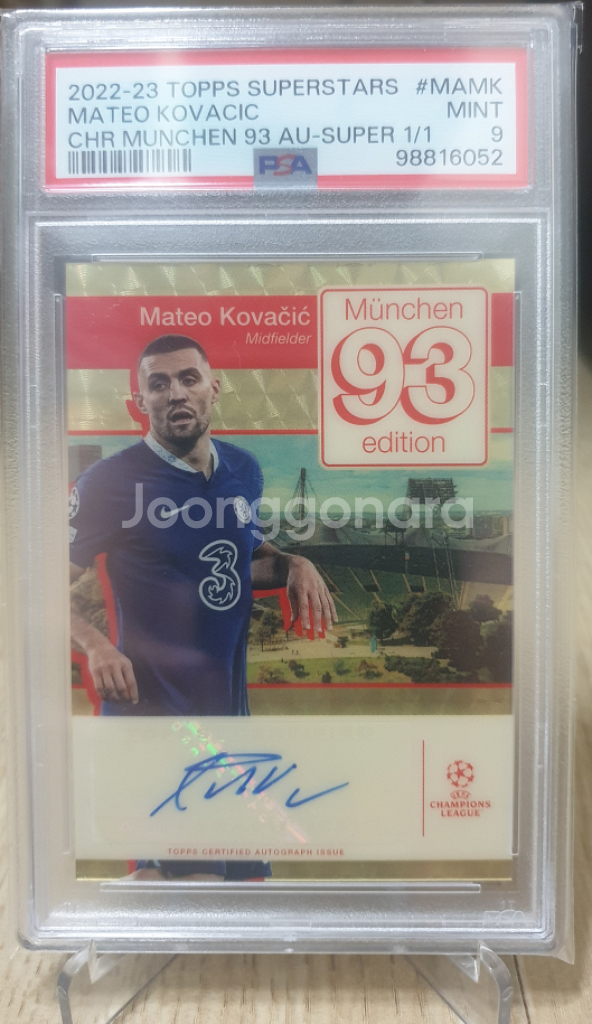 2022-23 TOPPS SUPERSTARS #MAMK
MATEO KOVACIC MINT
CHR MUNCHEN 93 AU-SUPER 1/1 9
PSA 98816052
Mateo Kovačić
Midfielder
München
93
edition
Joonggonara
3
TOPPS CERTIFIED AUTOGRAPH ISSUE
UEFA
CHAMPIONS
LEAGUE